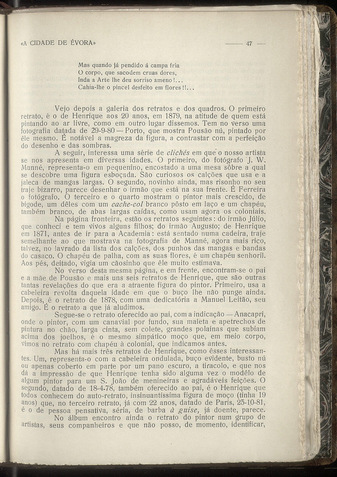 «A CIDADE DE ÉVORA» 47
Mas quando já pendido á campa fria
O corpo, que sacodem cruas dores,
Inda a Arte lhe deu sorriso ameno!...
Cahia-lhe o pincel desfeito em flores!!...
Vejo depois a galeria dos retratos e dos quadros. O primeiro
retrato, é o de Henrique aos 20 anos, em 1879, na atitude de quem está
pintando ao ar livre, como em outro lugar dissemos. Tem no verso uma
fotografia datada de 29-9-80 — Porto, que mostra Pousão nú, pintado por
êle mesmo. É notável a magreza da figura, a contrastar com a perfeição
do desenho e das sombras.
A seguir, interessa uma série de clichés em que o nosso artista
se nos apresenta em diversas idades. O primeiro, do fotógrafo J. W.
Manné, representa-o em pequenino, encostado a uma mesa sôbre a qual
se descobre uma figura esboçada. São curiosos os calções que usa e a
jaleca de mangas largas. O segundo, novinho ainda, mas risonho no seu
traje bizarro, parece desenhar o irmão que está na sua frente. É Ferreira
o fotógrafo. O terceiro e o quarto mostram o pintor mais crescido, de
bigode, um dêles com um cache-col branco pôsto em laço e um chapéu,
também branco, de abas largas caídas, como usam agora os coloniais.
Na página fronteira, estão os retratos seguintes: do irmão Júlio,
que conheci e tem vivos alguns filhos; do irmão Augusto; de Henrique
em 1871, antes de ir para a Academia: está sentado numa cadeira, traje
semelhante ao que mostrava na fotografia de Manné, agora mais rico,
talvez, no lavrado da lista dos calções, dos punhos das mangas e bandas
do casaco. O chapéu de palha, com as suas flores, é um chapéu senhoril.
Aos pés, deitado, vigia um cãosinho que êle muito estimava.
No verso desta mesma página, e em frente, encontram-se o pai
e a mãe de Pousão e mais uns seis retratos de Henrique, que são outras
tantas revelações do que era a atraente figura do pintor. Primeiro, usa a
cabeleira revolta daquela idade em que o buço lhe não punge ainda.
Depois, é o retrato de 1878, com uma dedicatória a Manuel Leitão, seu
amigo. É o retrato a que já aludimos.
Segue-se o retrato oferecido ao pai, com a indicação — Anacapri,
onde o pintor, com um canavial por fundo, sua maleta e apetrechos de
pintura no chão, larga cinta, sem colete, grandes polainas que subiam
acima dos joelhos, é o mesmo simpático moço que, em meio corpo,
vimos no retrato com chapéu á colonial, que indicamos antes.
Mas há mais três retratos de Henrique, como êsses interessan-
tes. Um, representa-o com a cabeleira ondulada, buço evidente, busto nú
ou apenas coberto em parte por um pano escuro, a tiracolo, e que nos
dá a impressão de que Henrique tenha sido alguma vez o modêlo de
algum pintor para um S. João de meninheiras e agradáveis feições. O
segundo, datado de 18-4-78, também oferecido ao pai, é o Henrique que
todos conhecem do auto-retrato, insinuantíssima figura de moço (tinha 19
anos) que, no terceiro retrato, já com 22 anos, datado de Paris, 25-10-81,
é o de pessoa pensativa, séria, de barba à guise, já doente, parece.
No álbum encontro ainda o retrato do pintor num grupo de
artistas, seus companheiros e que não posso, de momento, identificar,